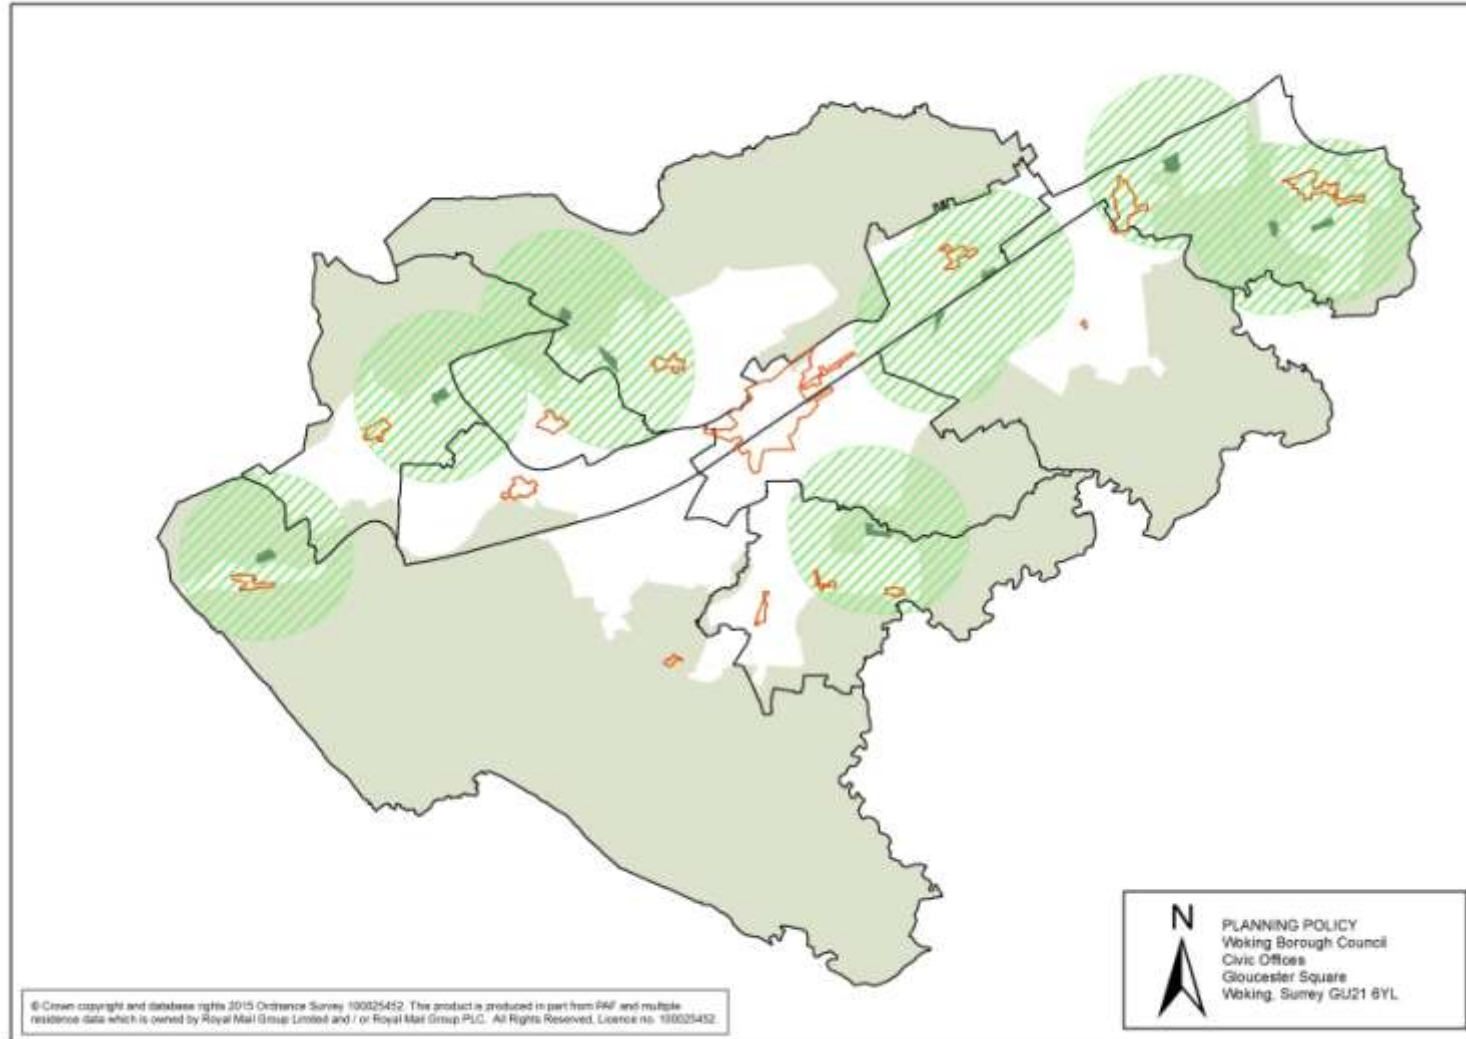 N
PLANNING POLICY
Woking Borough Council
Civic Offices
Gloucester Square
Woking, Surrey GU21 6YL
© Crown copyright and database rights 2015 Ordnance Survey 100025452. This product is produced in part from PAF and multiple
residence data which is owned by Royal Mail Group Limited and / or Royal Mail Group PLC. All Rights Reserved, Licence no. 100025452.